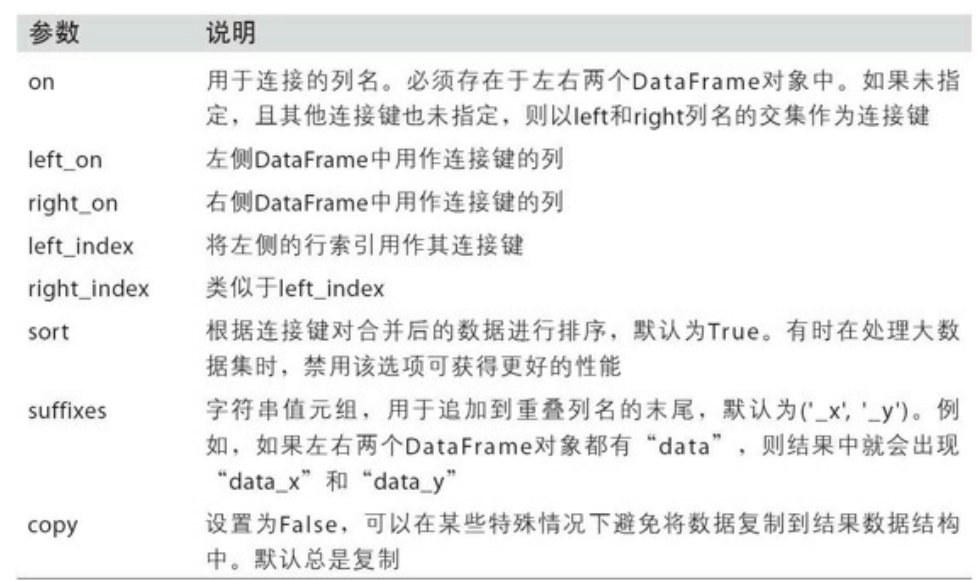 参数 说明
on 用于连接的列名。必须存在于左右两个DataFrame对象中。如果未指
定，且其他连接键也未指定，则以left和right列名的交集作为连接键
left_on 左侧DataFrame中用作连接键的列
right_on 右侧DataFrame中用作连接键的列
left_index 将左侧的行索引用作其连接键
right_index 类似于left_index
sort 根据连接键对合并后的数据进行排序，默认为True。有时在处理大数
据集时，禁用该选项可获得更好的性能
suffixes 字符串值元组，用于追加到重叠列名的末尾，默认为('_x', '_y')。例
如，如果左右两个DataFrame对象都有“data”，则结果中就会出现
“data_x”和“data_y”
copy 设置为False，可以在某些特殊情况下避免将数据复制到结果数据结构
中。默认总是复制